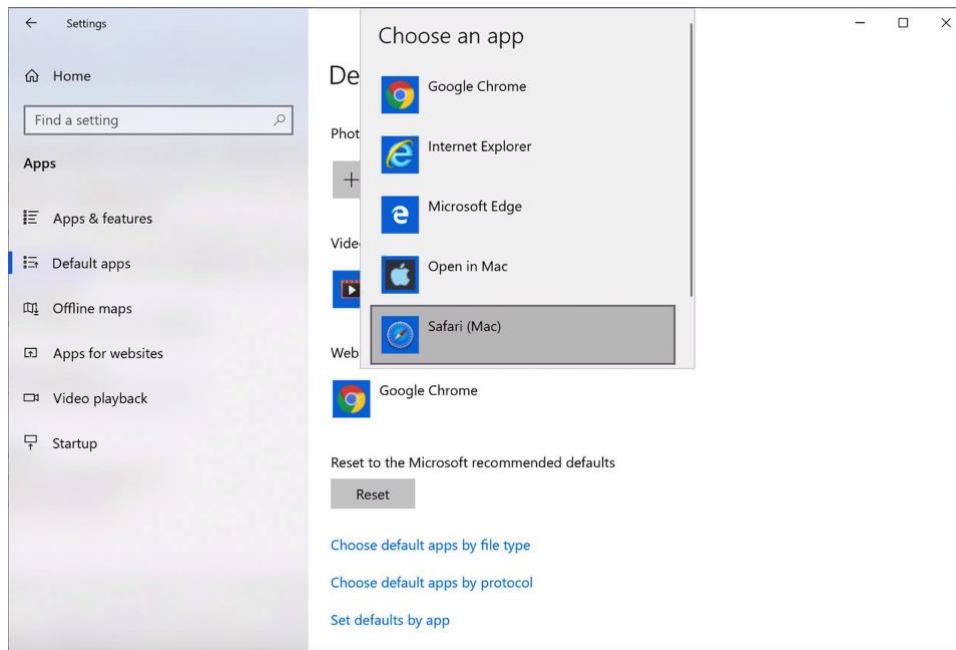 Settings
Home
Find a setting
Apps
Apps & features
Default apps
Offline maps
Apps for websites
Video playback
Startup
Choose an app
Google Chrome
Internet Explorer
Microsoft Edge
Open in Mac
Safari (Mac)
De
Phot
Vide
Web
Google Chrome
Reset to the Microsoft recommended defaults
Reset
Choose default apps by file type
Choose default apps by protocol
Set defaults by app